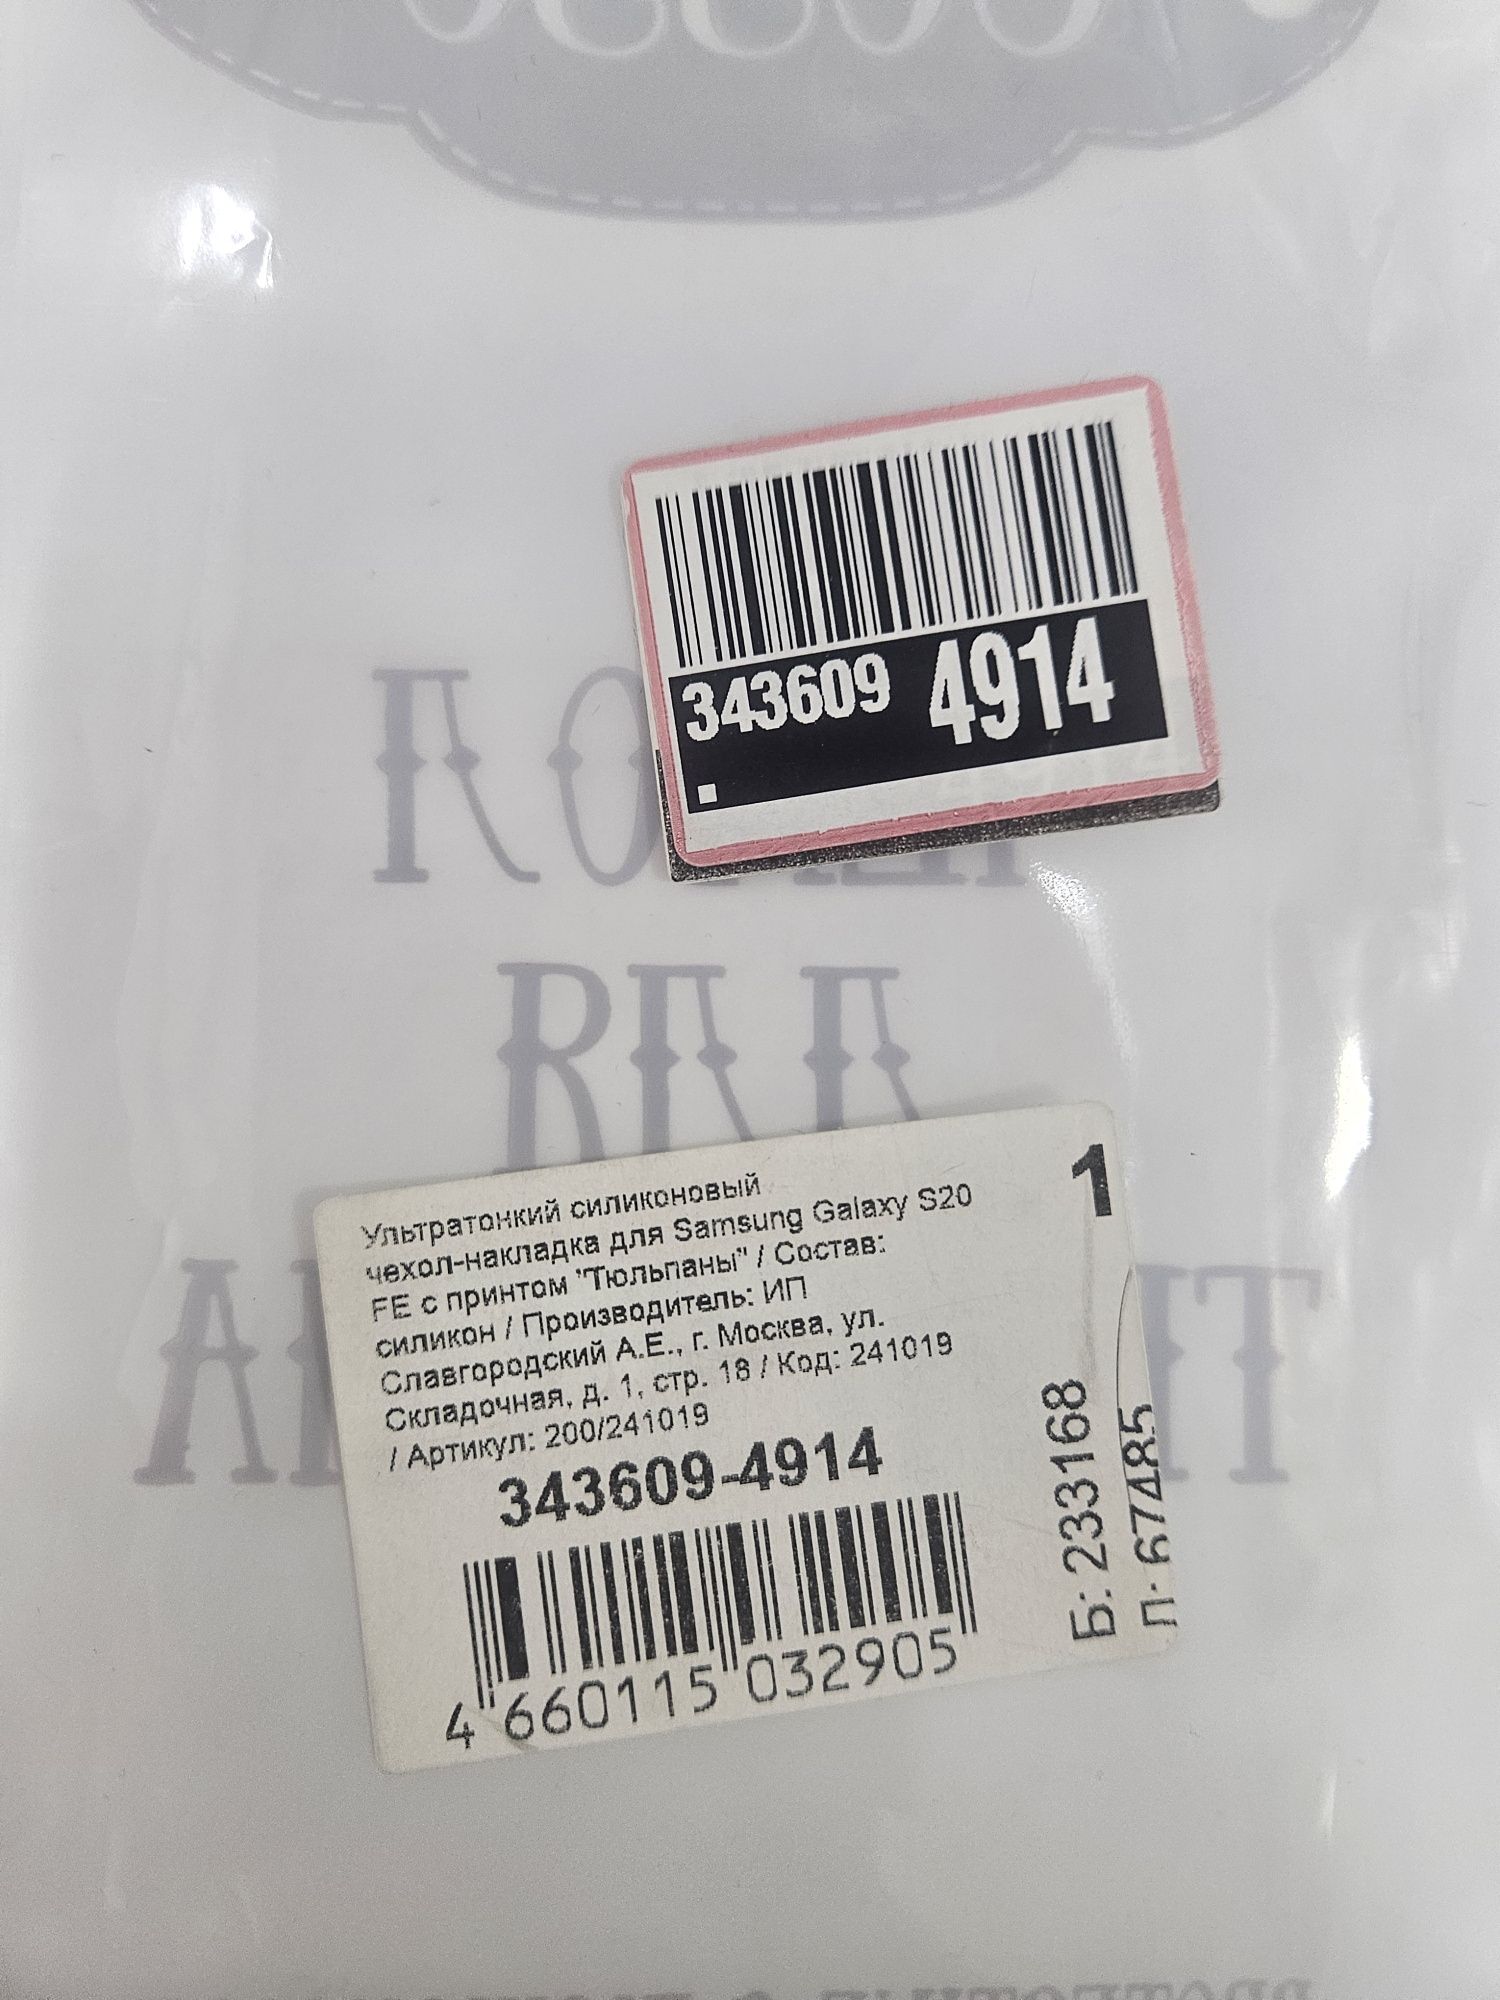 343609 4914
Ультратонкий силиконовый
чехол-накладка для Samsung Galaxy S20
FE с принтом "Тюльпаны" / Состав:
силикон / Производитель: ИП
Славгородский А.Е., г. Москва, ул.
Складочная, д. 1, стр. 18 / Код: 241019
/ Артикул: 200/241019
343609-4914
4 660115 032905
1
Б: 233168
П: 67485